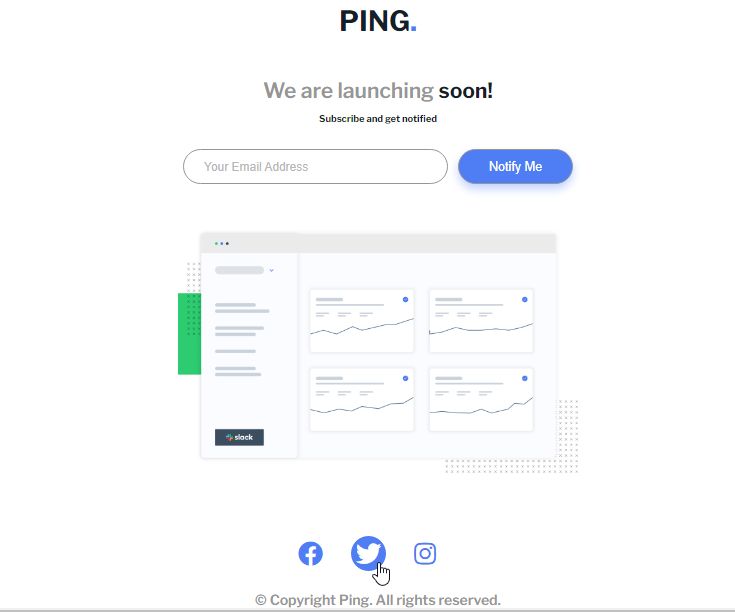 PING.
We are launching soon!
Subscribe and get notified
Your Email Address
Notify Me
slack
© Copyright Ping. All rights reserved.